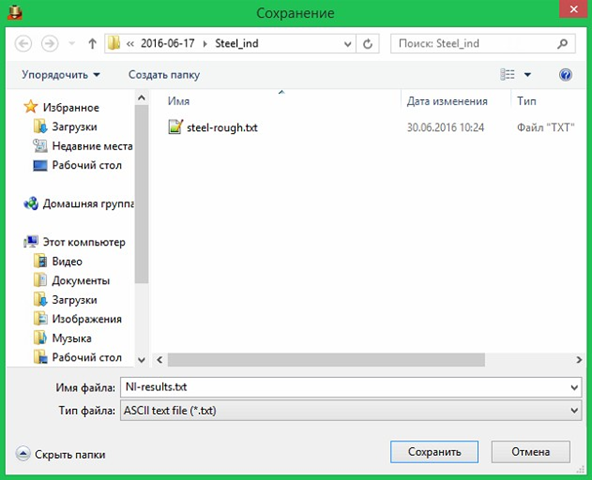 Сохранение
« 2016-06-17 Steel_ind
Поиск: Steel_ind
Упорядочить Создать папку
Имя Дата изменения Тип
steel-rough.txt 30.06.2016 10:24 Файл "TXT"
Избранное
Загрузки
Недавние места
Рабочий стол
Домашняя группа
Этот компьютер
Видео
Документы
Загрузки
Изображения
Музыка
Рабочий стол
Имя файла: NI-results.txt
Тип файла: ASCII text file (*.txt)
Скрыть папки Сохранить Отмена